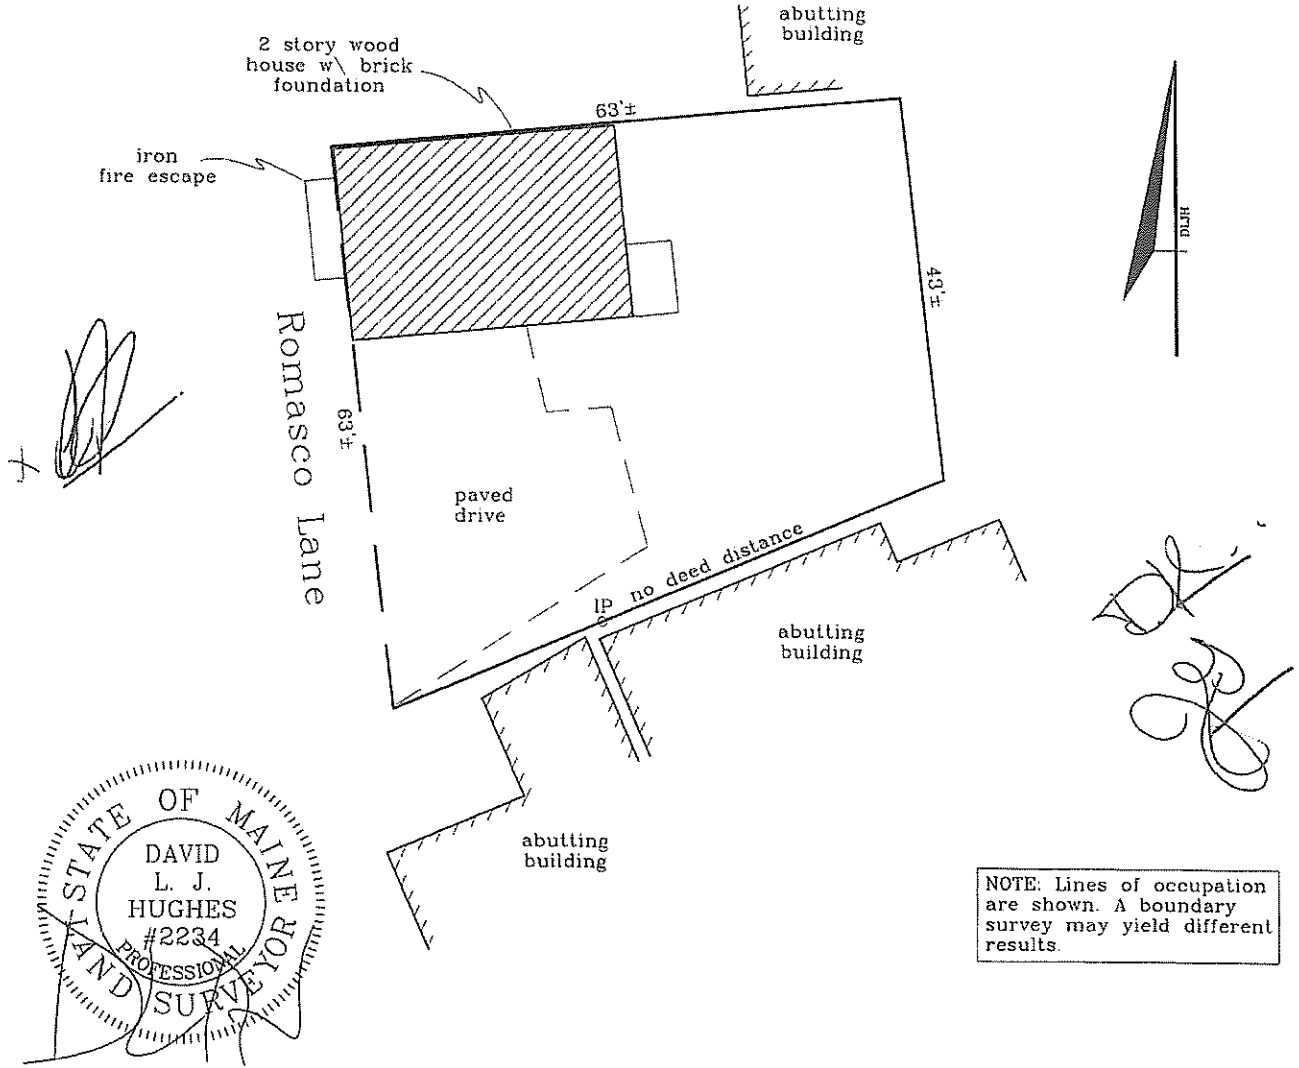 abutting
building
2 story wood
house w\ brick
foundation
63'±
iron
fire escape
DLJH
43'±
Romasco Lane
63'±
paved
drive
no deed distance
IP
abutting
building
abutting
building
STATE OF MAINE
DAVID
L. J.
HUGHES
#2234
PROFESSIONAL
LAND SURVEYOR
NOTE: Lines of occupation
are shown. A boundary
survey may yield different
results.